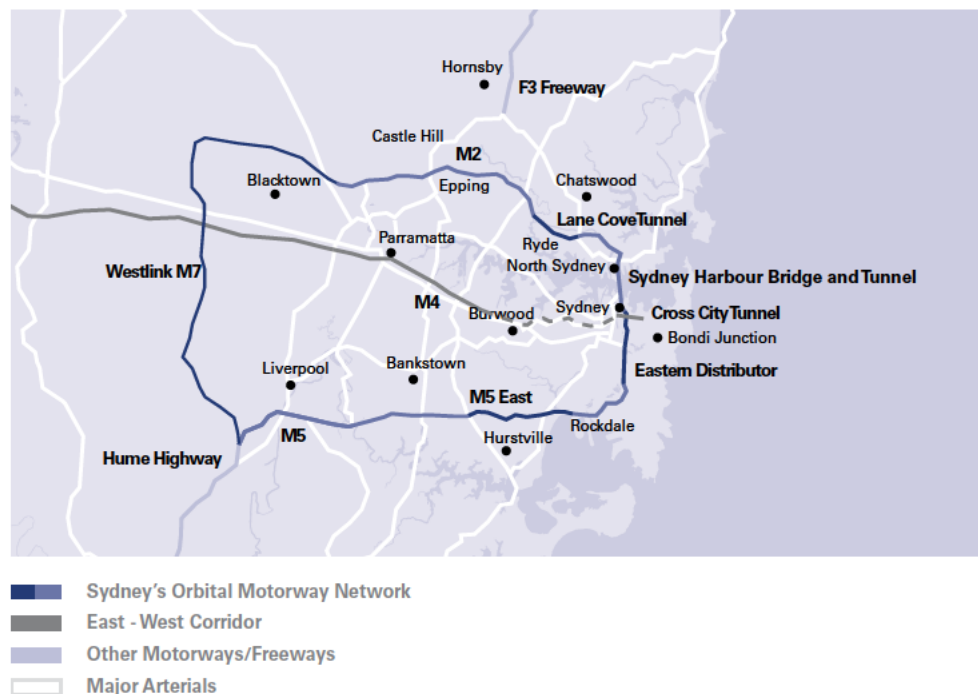 Hornsby
F3 Freeway
Castle Hill
M2
Blacktown
Epping
Chatswood
Lane CoveTunnel
Ryde
Parramatta
North Sydney
Westlink M7
Sydney Harbour Bridge and Tunnel
M4
Sydney
Cross CityTunnel
Burwood
Bondi Junction
Liverpool
Bankstown
Eastern Distributor
M5 East
Rockdale
M5
Hurstville
Hume Highway
Sydney's Orbital Motorway Network
East - West Corridor
Other Motorways/Freeways
Major Arterials